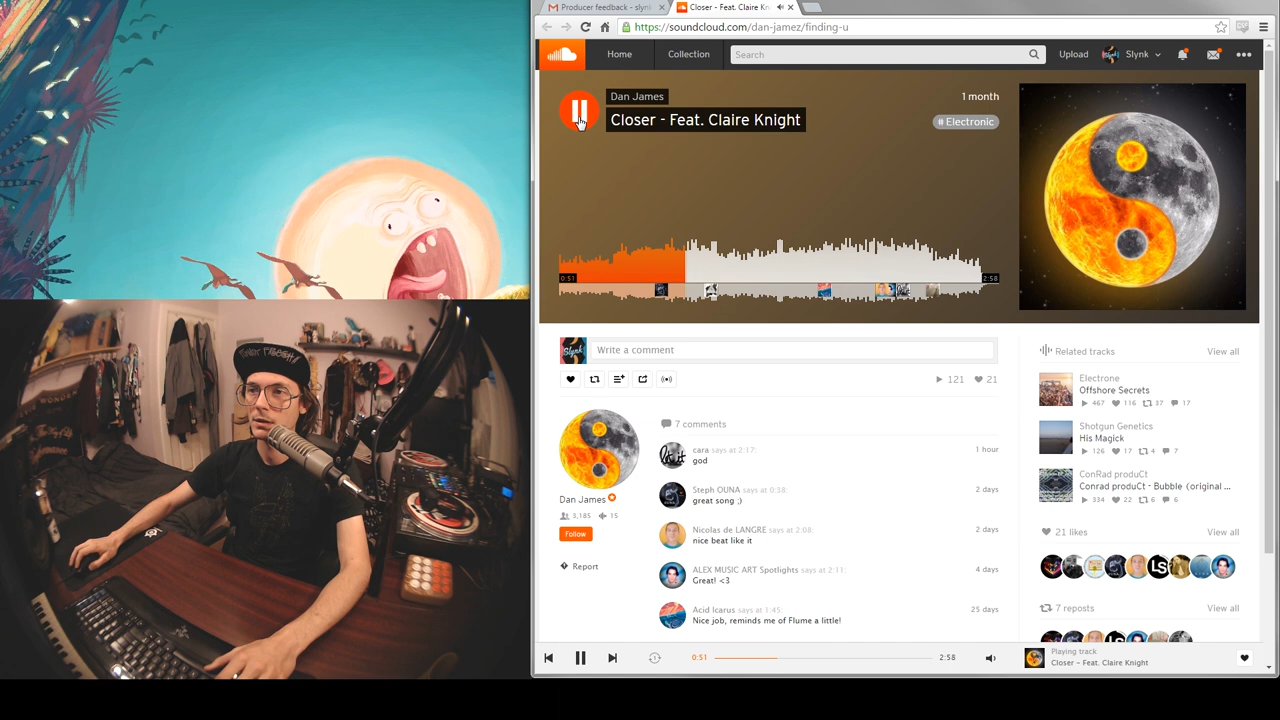 Producer feedback - slynk
Closer - Feat. Claire Kn
https://soundcloud.com/dan-jamez/finding-u
Home
Collection
Search
Upload
Slynk
Dan James
1 month
Closer - Feat. Claire Knight
# Electronic
0:51
2:58
Slynk
Write a comment
121
21
7 comments
cara says at 2:17:
1 hour
god
Steph OUNA says at 0:38:
2 days
great song ;)
Dan James
3,185
15
Follow
Nicolas de LANGRE says at 2:08:
2 days
nice beat like it
Report
ALEX MUSIC ART Spotlights says at 2:11:
4 days
Great! <3
Acid Icarus says at 1:45:
25 days
Nice job, reminds me of Flume a little!
Related tracks
View all
Electrone
Offshore Secrets
467
116
37
17
Shotgun Genetics
His Magick
126
17
4
7
ConRad produCt
Conrad produCt - Bubble (original ...
334
22
6
6
21 likes
View all
LS
7 reposts
View all
0:51
2:58
Playing track
Closer - Feat. Claire Knight